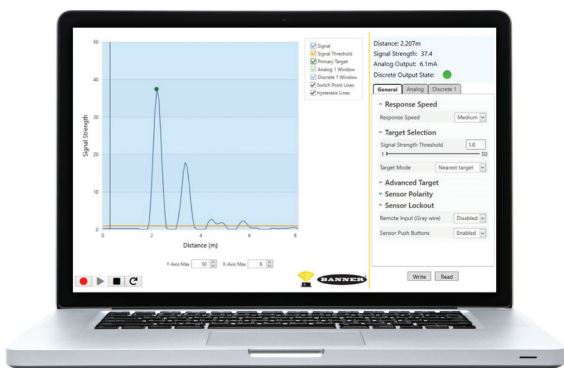 50
40
30
20
10
0
0 2 4 6 8
Signal Strength
Distance (m)
Y-Axis Max 50 X-Axis Max 8
Signal
Signal Threshold
Primary Target
Analog 1 Window
Discrete 1 Window
Switch Point Lines
Hysteresis Lines
BANNER
Distance: 2.207m
Signal Strength: 37.4
Analog Output: 6.1mA
Discrete Output State:
General Analog Discrete 1
Response Speed
Response Speed Medium
Target Selection
Signal Strength Threshold 1.0
1 50
Target Mode Nearest target
Advanced Target
Sensor Polarity
Sensor Lockout
Remote Input (Gray wire) Disabled
Sensor Push Buttons Enabled
Write Read